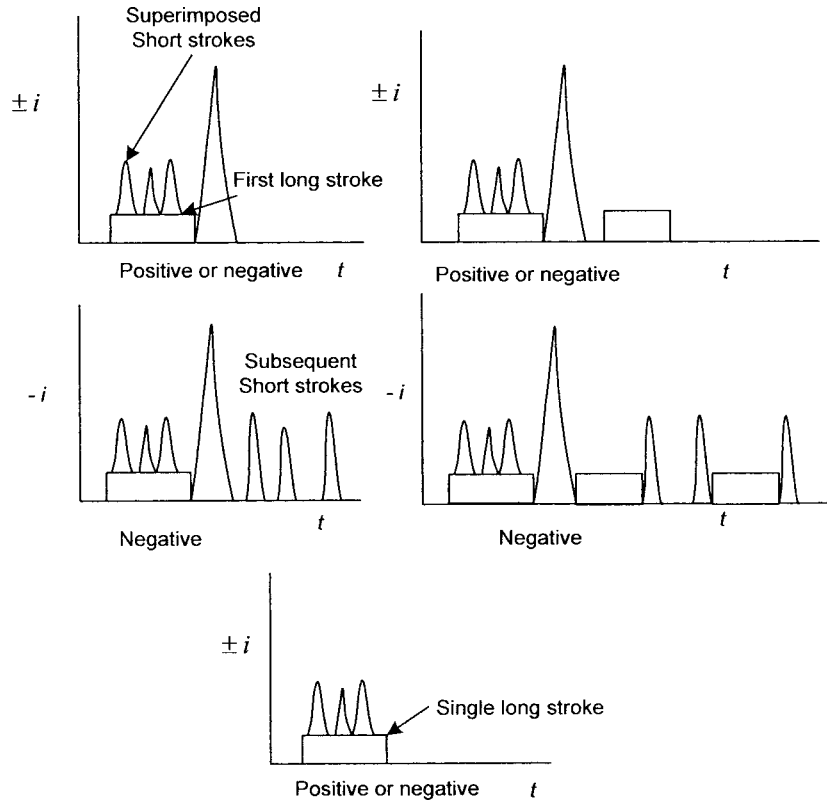 Superimposed
Short strokes
± i
First long stroke
Positive or negative t
± i
Positive or negative t
- i
Subsequent
Short strokes
t
Negative
- i
t
Negative
± i
Single long stroke
Positive or negative t